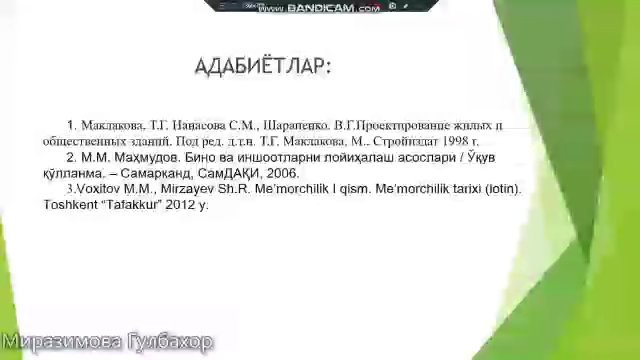 WWW.BANDICAM.COM
АДАБИЁТЛАР:
1. Маклакова, Т.Г. Нанасова С.М., Шарапенко. В.Г.Проектирование жилых и
общественных зданий. Под ред. д.т.н. Т.Г. Маклакова, М.. Стройиздат 1998 г.
2. М.М. Маҳмудов. Бино ва иншоотларни лойиҳалаш асослари / Ўқув
қўлланма. – Самарканд, СамДАҚИ, 2006.
3.Voxitov M.M., Mirzayev Sh.R. Me’morchilik I qism. Me’morchilik tarixi (lotin).
Toshkent “Tafakkur” 2012 y.
Миразимова Гулбахор